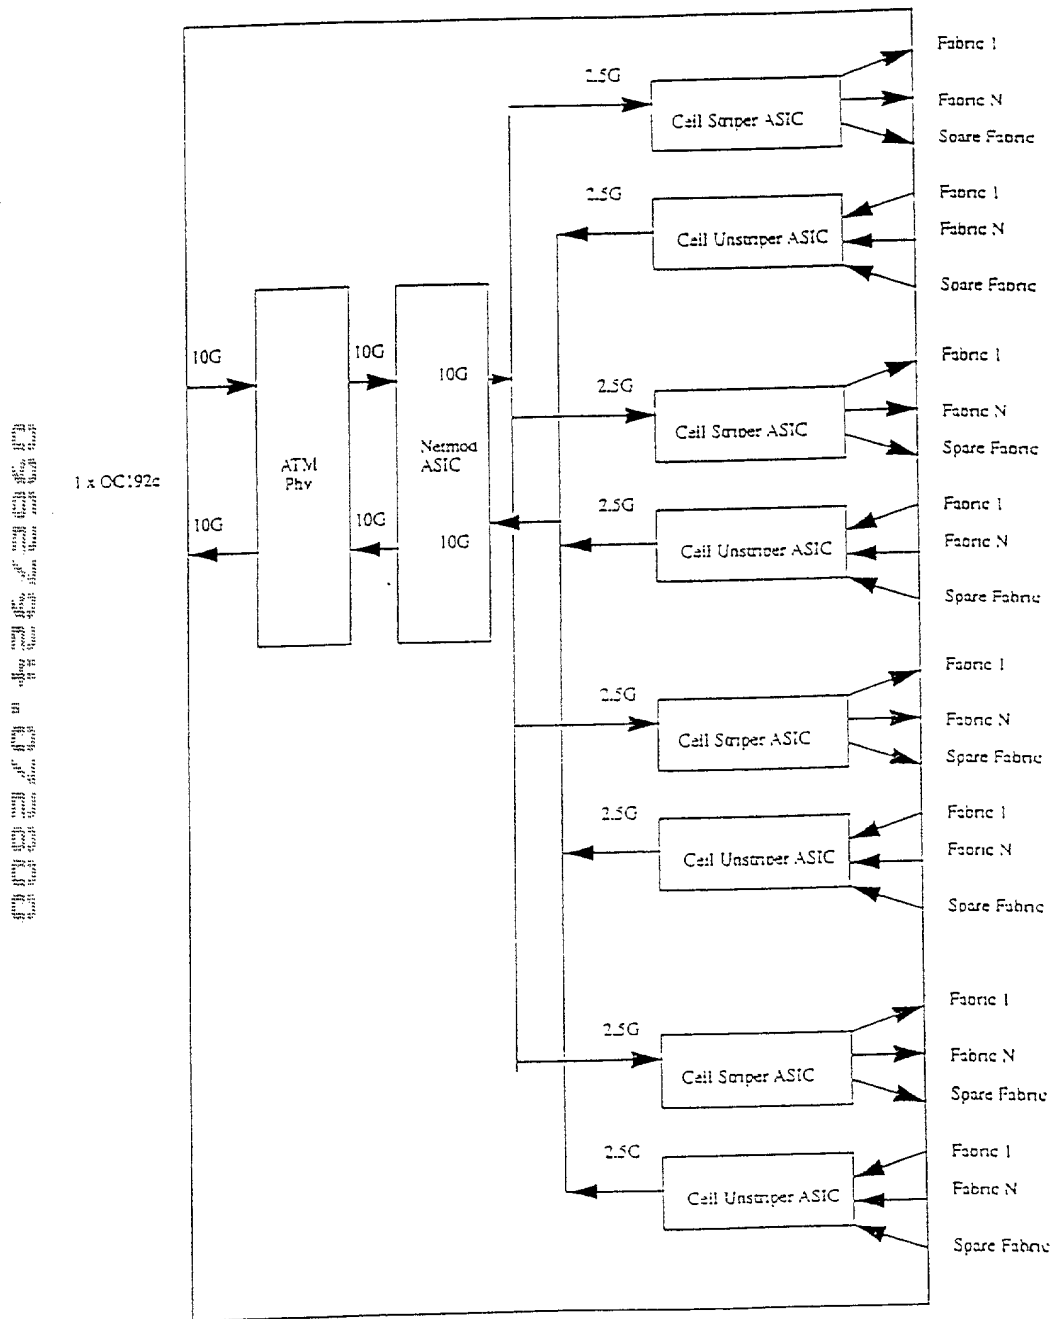 Fabric 1
2.5G
Fabric N
Cell Striper ASIC
Spare Fabric
2.5G
Fabric 1
Fabric N
Cell Unstriper ASIC
Spare Fabric
10G
10G
10G
2.5G
Fabric 1
Fabric N
Cell Striper ASIC
Spare Fabric
Netmod
ASIC
ATM
Phy
1 x OC192c
10G
10G
10G
2.5G
Fabric 1
Fabric N
Cell Unstriper ASIC
Spare Fabric
2.5G
Fabric 1
Fabric N
Cell Striper ASIC
Spare Fabric
2.5G
Fabric 1
Fabric N
Cell Unstriper ASIC
Spare Fabric
2.5G
Fabric 1
Fabric N
Cell Striper ASIC
Spare Fabric
2.5G
Fabric 1
Fabric N
Cell Unstriper ASIC
Spare Fabric
09627924.072800